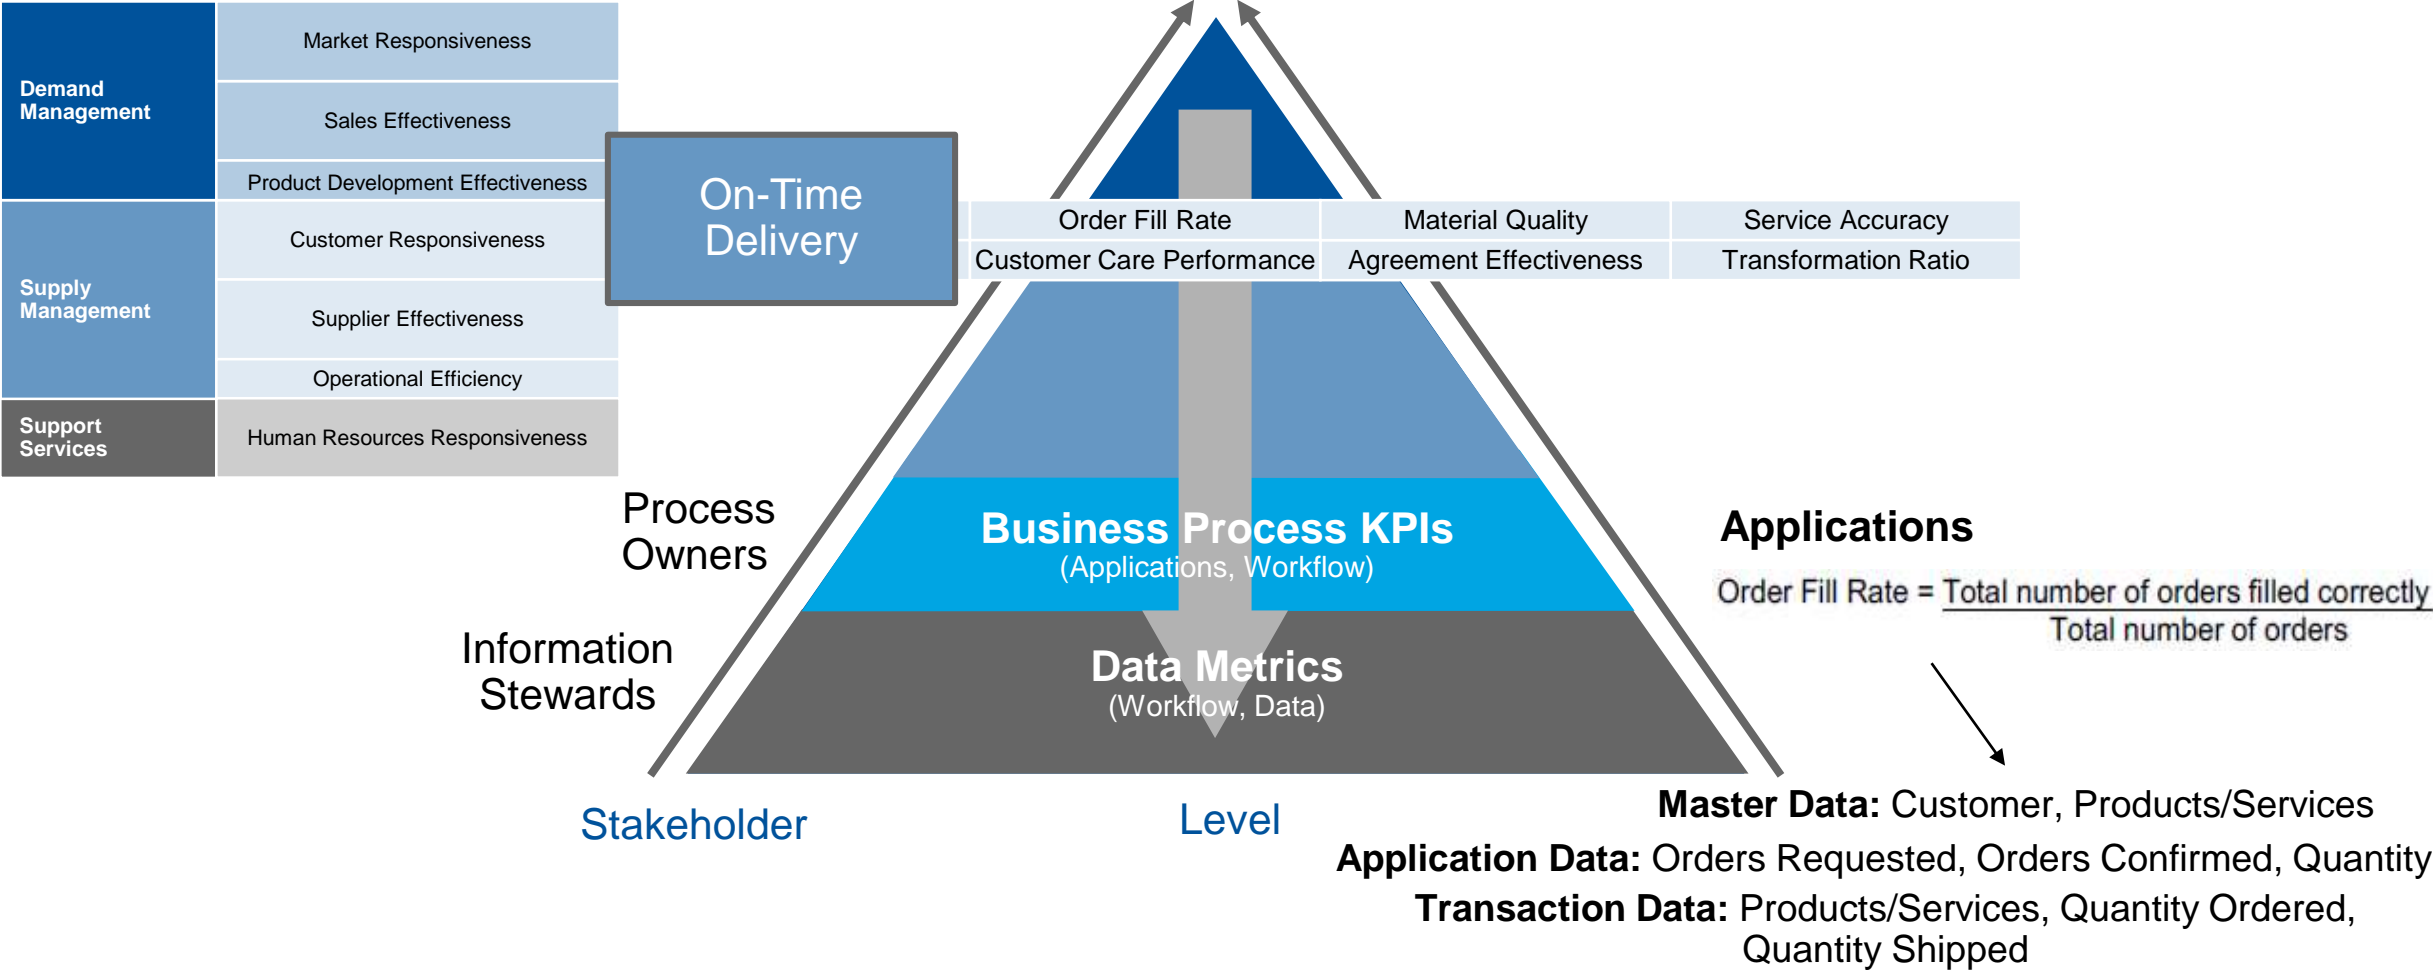 Demand
Management
Market Responsiveness
Sales Effectiveness
Product Development Effectiveness
Supply
Management
Customer Responsiveness
Supplier Effectiveness
Operational Efficiency
Support
Services
Human Resources Responsiveness
On-Time
Delivery
Order Fill Rate
Material Quality
Service Accuracy
Customer Care Performance
Agreement Effectiveness
Transformation Ratio
Process
Owners
Business Process KPIs
(Applications, Workflow)
Information
Stewards
Data Metrics
(Workflow, Data)
Stakeholder
Level
Applications
Order Fill Rate = Total number of orders filled correctly
Total number of orders
Master Data: Customer, Products/Services
Application Data: Orders Requested, Orders Confirmed, Quantity
Transaction Data: Products/Services, Quantity Ordered,
Quantity Shipped